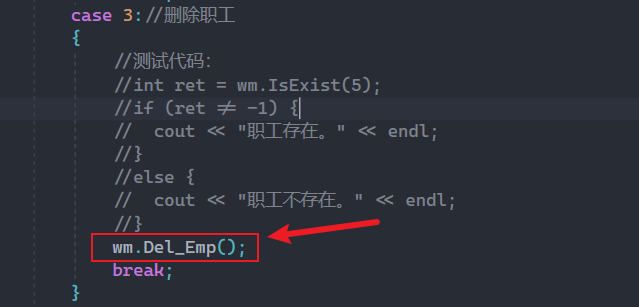 case 3://删除职工
{
//测试代码：
//int ret = wm.IsExist(5);
//if (ret != -1) {
//  cout << "职工存在。" << endl;
//}
//else {
//  cout << "职工不存在。" << endl;
//}
wm.Del_Emp();
break;
}